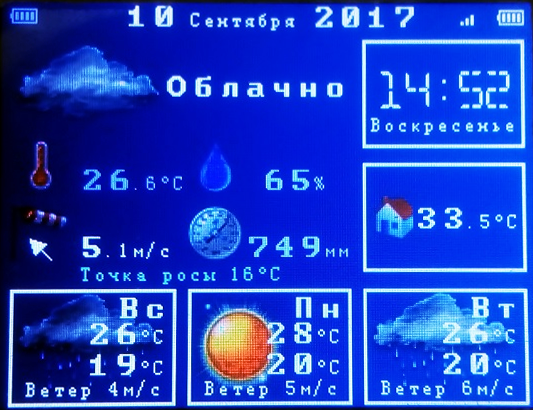 10 Сентября 2017
Облачно
14:52
Воскресенье
26.6°C
65%
33.5°C
5.1м/с
749мм
Точка росы 16°C
Вс
26°C
19°C
Ветер 4м/с
Пн
28°C
20°C
Ветер 5м/с
Вт
26°C
20°C
Ветер 6м/с